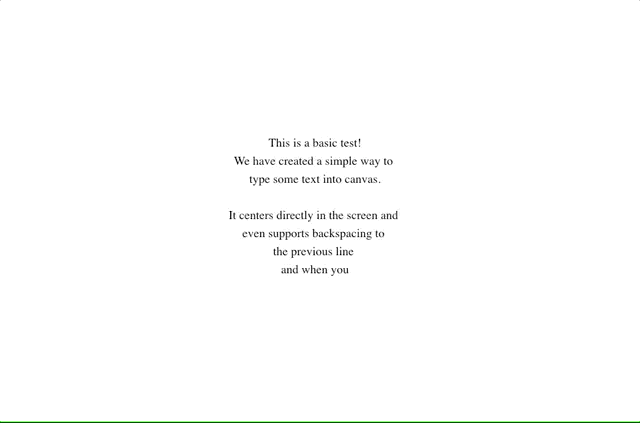 This is a basic test!
We have created a simple way to
type some text into canvas.

It centers directly in the screen and
even supports backspacing to
the previous line
and when you